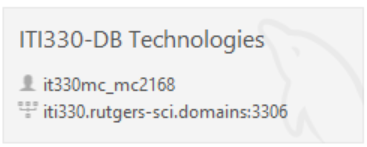 ITI330-DB Technologies
it330mc_mc2168
iti330.rutgers-sci.domains:3306